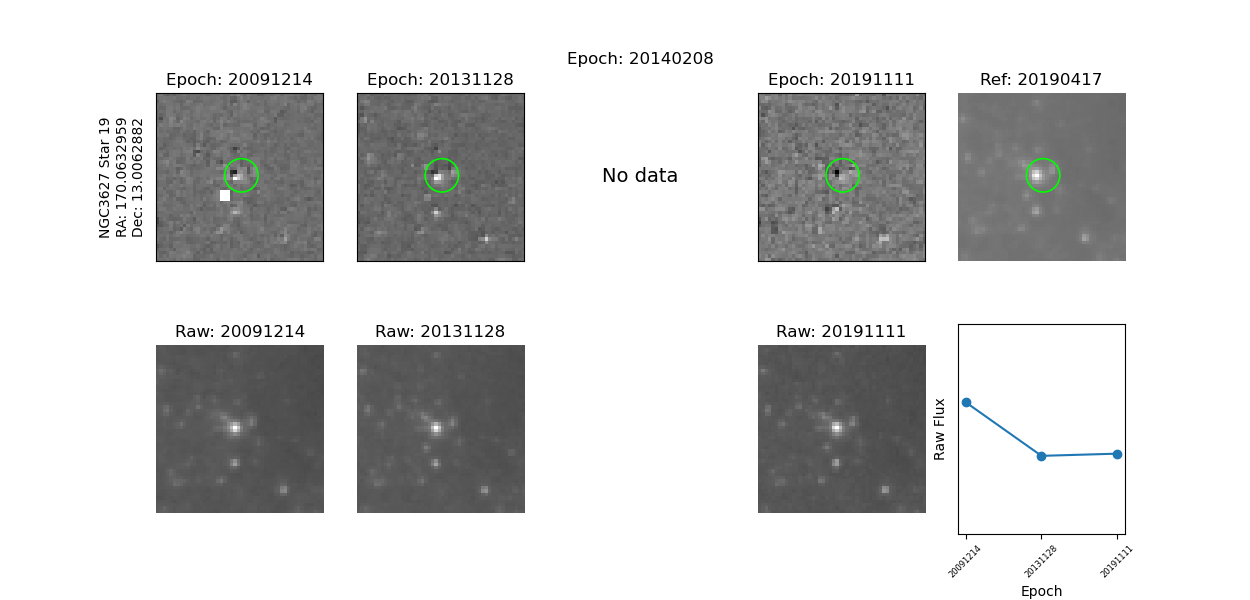 Epoch: 20140208
Epoch: 20091214
Epoch: 20131128
Epoch: 20191111
Ref: 20190417
NGC3627 Star 19
RA: 170.0632959
Dec: 13.0062882
No data
Raw: 20091214
Raw: 20131128
Raw: 20191111
Raw Flux
20091214
20131128
20191111
Epoch